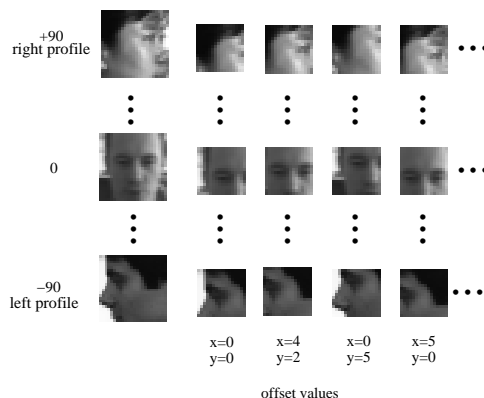 +90
right profile
0
−90
left profile
x=0 x=4 x=0 x=5
y=0 y=2 y=5 y=0
offset values